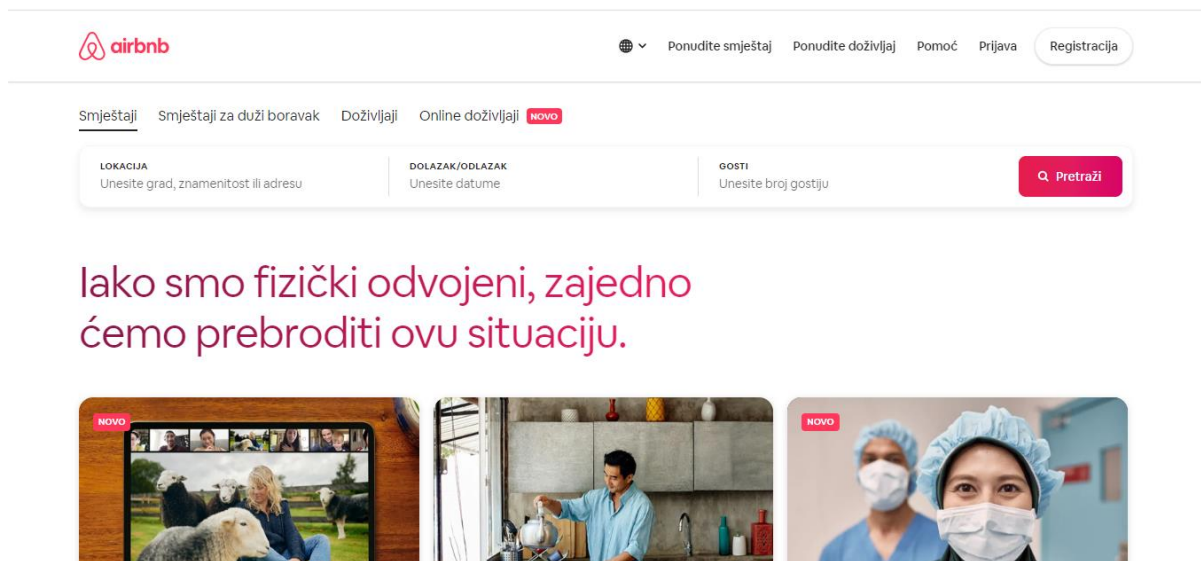 airbnb
Ponudite smještaj Ponudite doživljaj Pomoć Prijava Registracija
Smještaji Smještaji za duži boravak Doživljaji Online doživljaji NOVO
LOKACIJA DOLAZAK/ODLAZAK GOSTI
Unesite grad, znamenitost ili adresu Unesite datume Unesite broj gostiju
Pretraži
Iako smo fizički odvojeni, zajedno
ćemo prebroditi ovu situaciju.
NOVO
NOVO